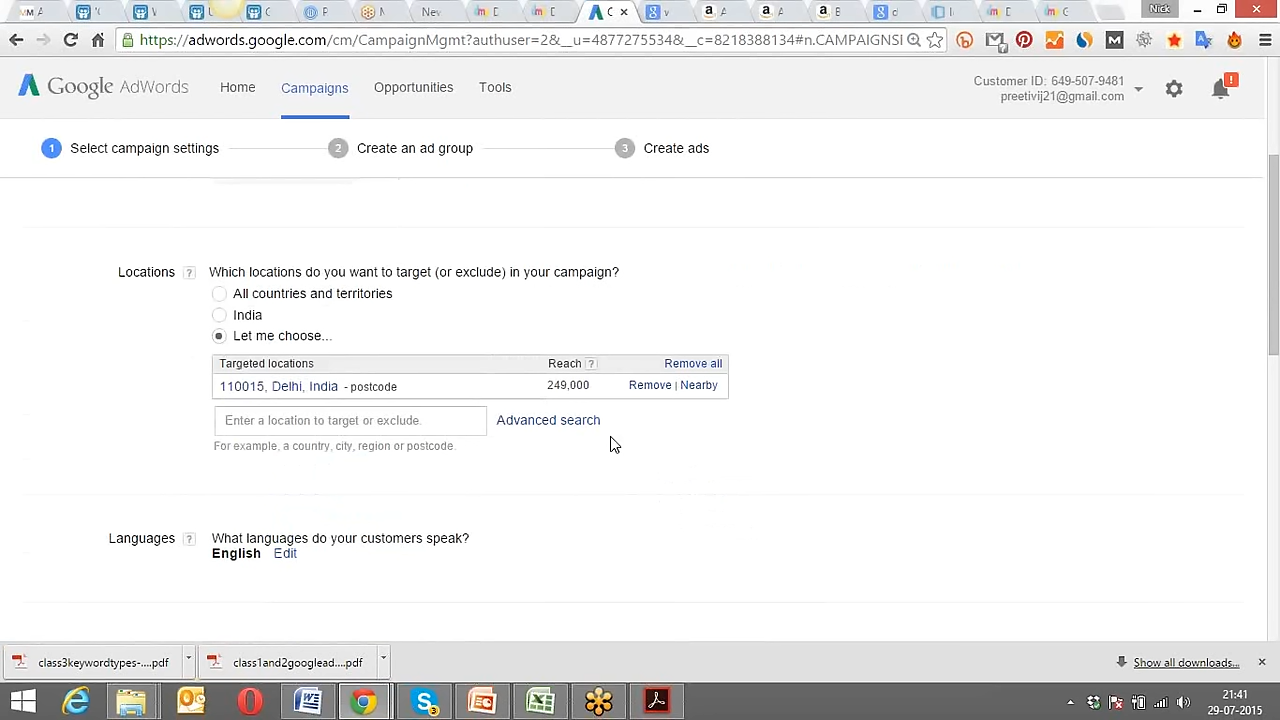 Nick
A
C
New
https://adwords.google.com/cm/CampaignMgmt?authuser=2&__u=4877275534&__c=8218388134#n.CAMPAIGNSI
Google AdWords
Home
Campaigns
Opportunities
Tools
Customer ID: 649-507-9481
preetivij21@gmail.com
1 Select campaign settings
2 Create an ad group
3 Create ads
Locations ? Which locations do you want to target (or exclude) in your campaign?
All countries and territories
India
Let me choose...
Targeted locations Reach ? Remove all
110015, Delhi, India - postcode 249,000 Remove | Nearby
Enter a location to target or exclude. Advanced search
For example, a country, city, region or postcode.
Languages ? What languages do your customers speak?
English Edit
class3keywordtypes-....pdf
class1and2googlead....pdf
Show all downloads...
21:41
29-07-2015